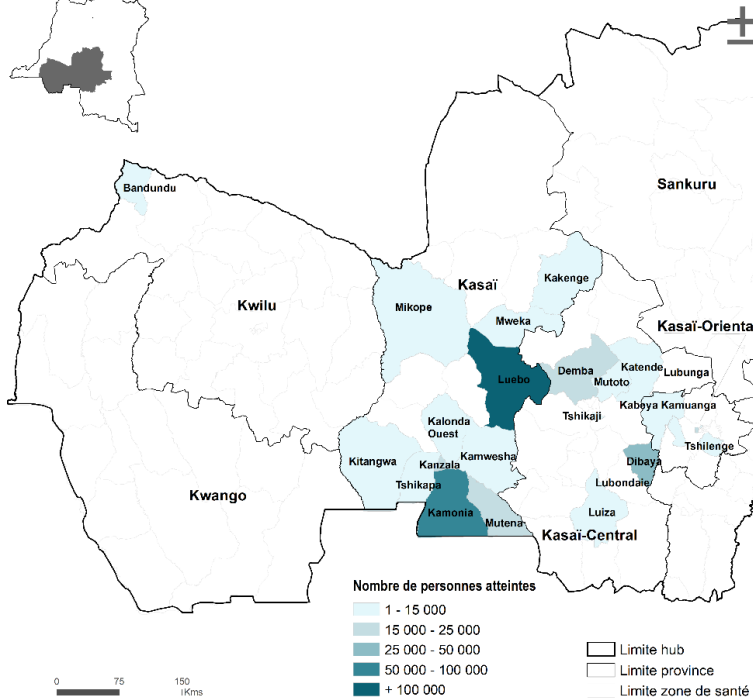 Bandundu
Sankuru
Kasaï
Kakenge
Kwilu
Mikope
Mweka
Kasaï-Orienta
Luebo
Demba
Katende
Lubunga
Mutoto
Kabeya Kamuanga
Tshikaji
Kalonda
Ouest
Tshilenge
Kitangwa
Kamwesha
Kanzala
Dibaya
Tshikapa
Lubondaie
Kwango
Kamonia
Luiza
Mutena
Kasaï-Central
Nombre de personnes atteintes
1 - 15 000
15 000 - 25 000
25 000 - 50 000
50 000 - 100 000
+ 100 000
Limite hub
Limite province
Limite zone de santé
0 75 150
Kms